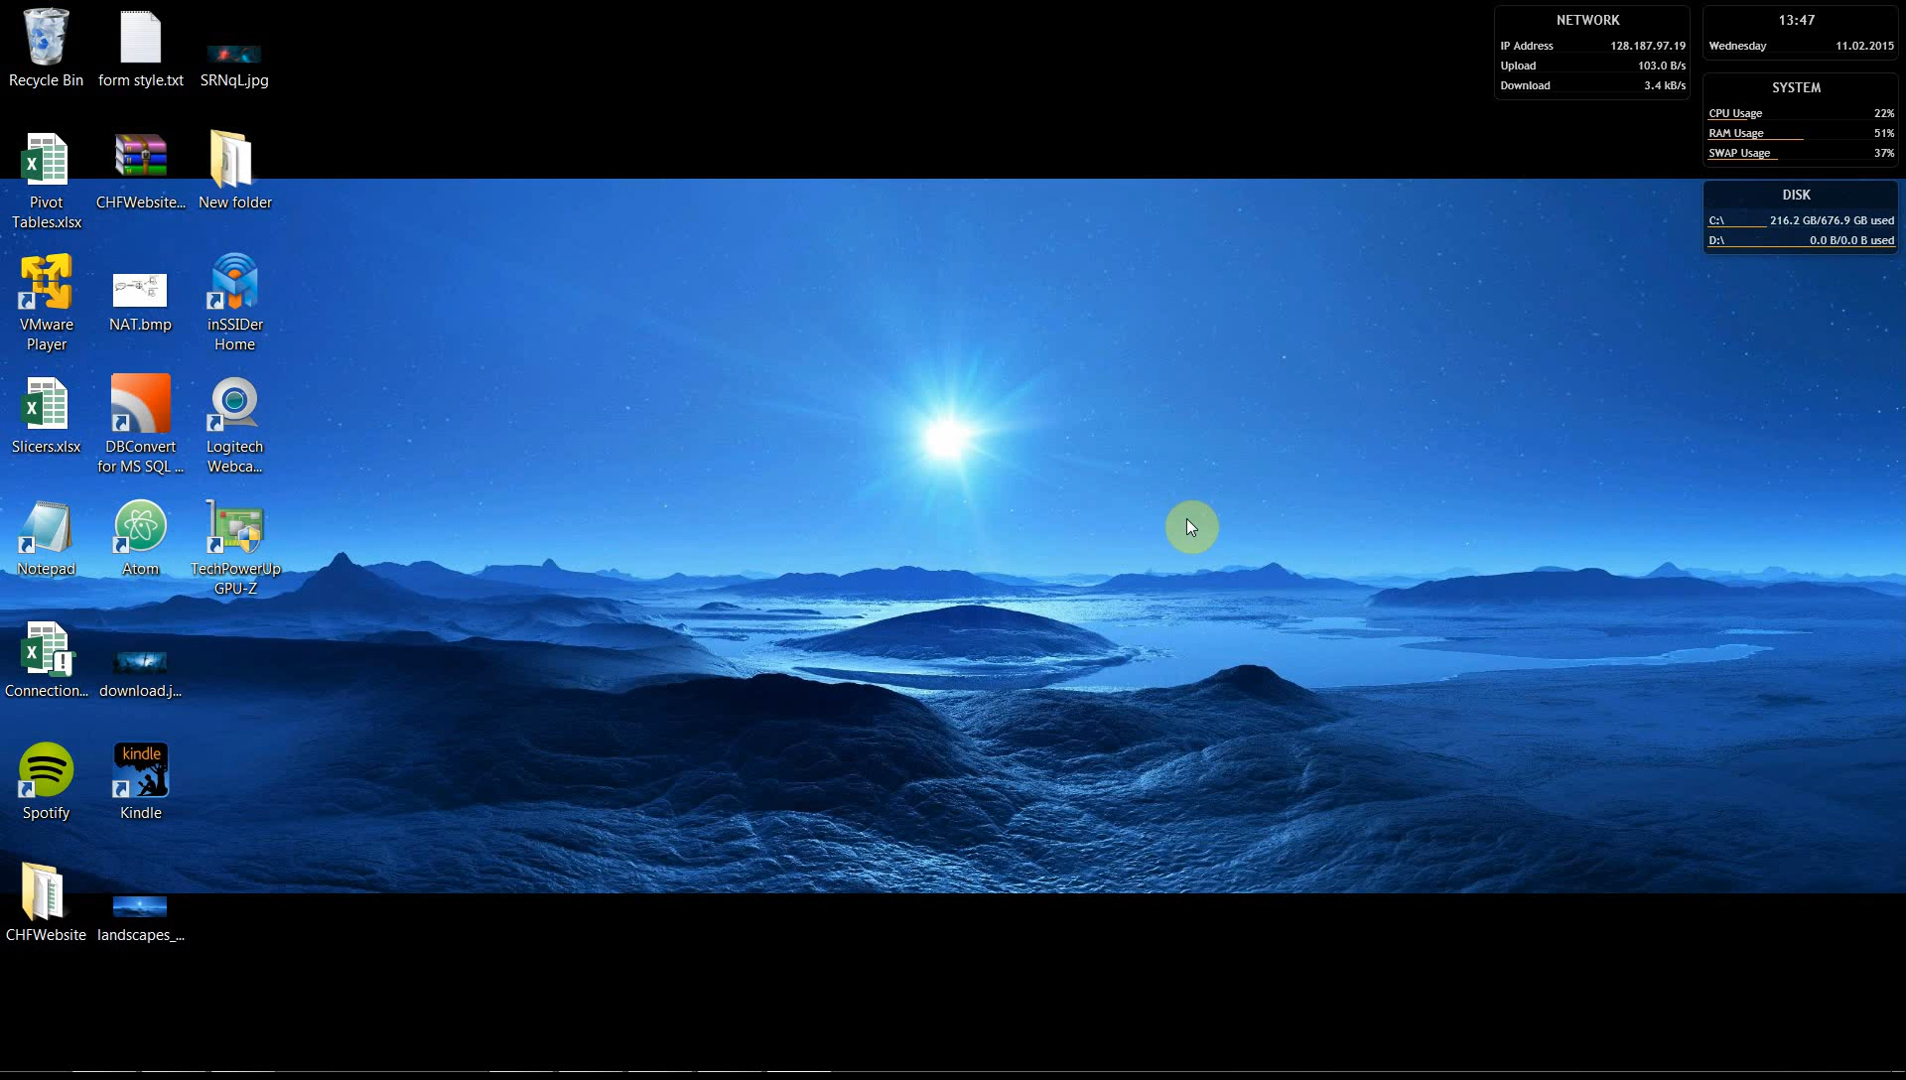 Recycle Bin
form style.txt
SRNqL.jpg
Pivot
Tables.xlsx
CHFWebsite...
New folder
VMware
Player
NAT.bmp
inSSIDer
Home
Slicers.xlsx
DBConvert
for MS SQL ...
Logitech
Webca...
Notepad
Atom
TechPowerUp
GPU-Z
Connection...
download.j...
Spotify
kindle
Kindle
CHFWebsite
landscapes_...
NETWORK
IP Address 128.187.97.19
Upload 103.0 B/s
Download 3.4 kB/s
13:47
Wednesday 11.02.2015
SYSTEM
CPU Usage 22%
RAM Usage 51%
SWAP Usage 37%
DISK
C:\ 216.2 GB/676.9 GB used
D:\ 0.0 B/0.0 B used